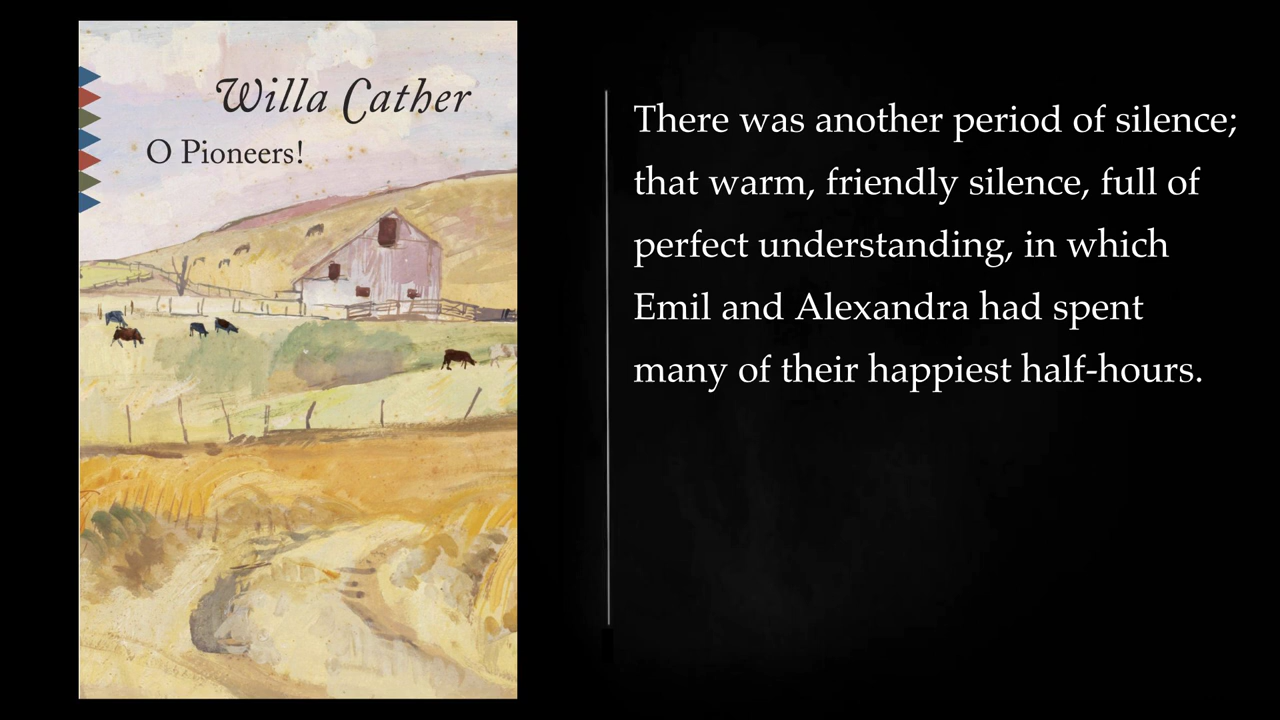 Willa Cather
O Pioneers!
There was another period of silence;
that warm, friendly silence, full of
perfect understanding, in which
Emil and Alexandra had spent
many of their happiest half-hours.